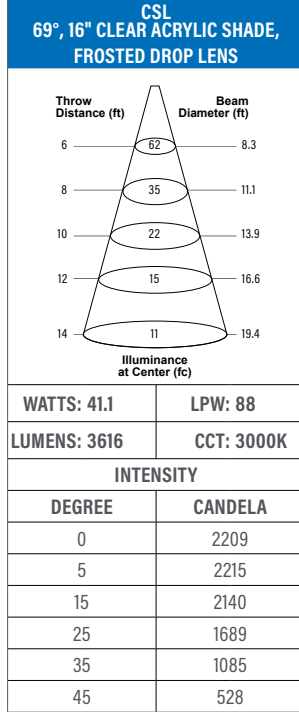 CSL
69°, 16" CLEAR ACRYLIC SHADE,
FROSTED DROP LENS
Throw Beam
Distance (ft) Diameter (ft)
6 62 8.3
8 35 11.1
10 22 13.9
12 15 16.6
14 11 19.4
Illuminance
at Center (fc)
WATTS: 41.1 LPW: 88
LUMENS: 3616 CCT: 3000K
INTENSITY
DEGREE CANDELA
0 2209
5 2215
15 2140
25 1689
35 1085
45 528